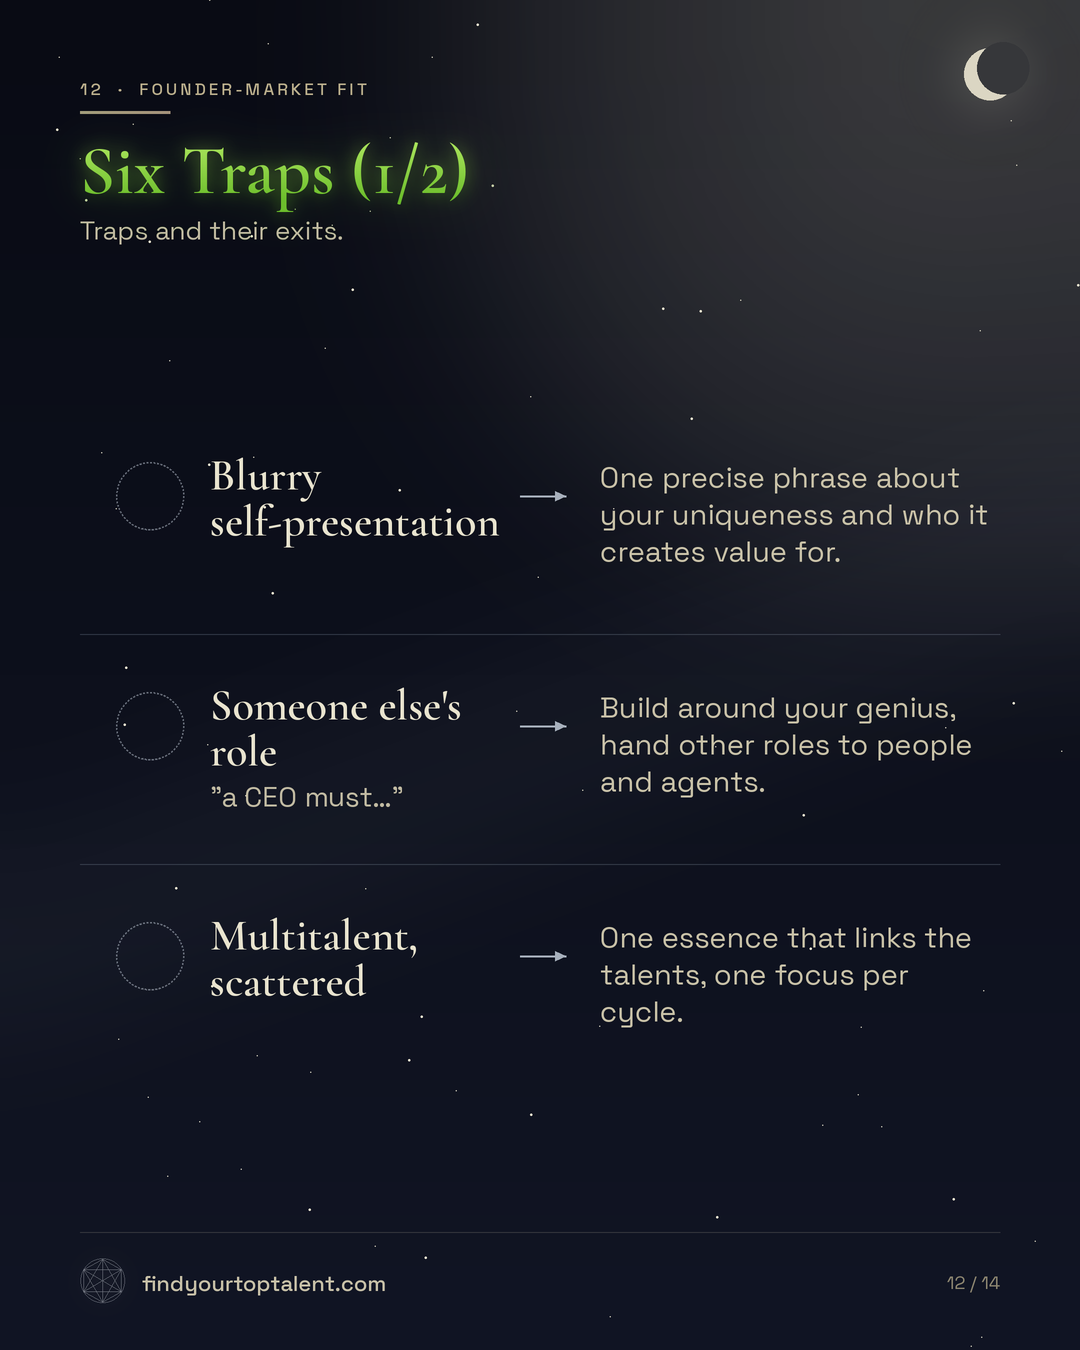 12 · FOUNDER-MARKET FIT
Six Traps (1/2)
Traps and their exits.
Blurry
self-presentation
One precise phrase about
your uniqueness and who it
creates value for.
Someone else's
role
"a CEO must…"
Build around your genius,
hand other roles to people
and agents.
Multitalent,
scattered
One essence that links the
talents, one focus per
cycle.
findyourtoptalent.com
12 / 14